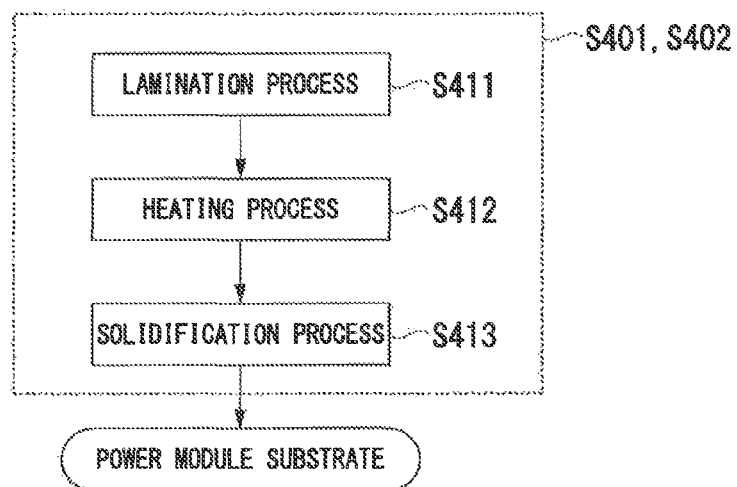 S401, S402
LAMINATION PROCESS S411
HEATING PROCESS S412
SOLIDIFICATION PROCESS S413
POWER MODULE SUBSTRATE